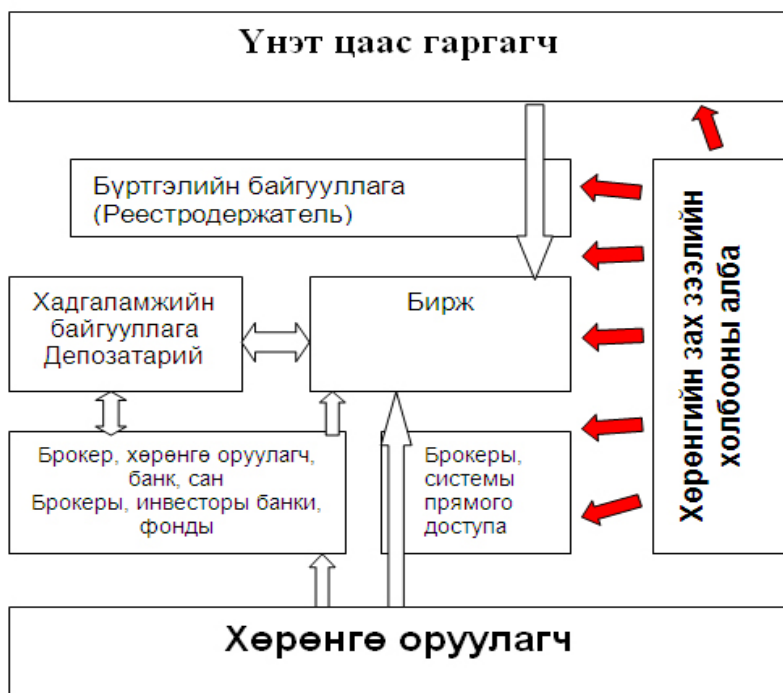 Үнэт цаас гаргагч
Бүртгэлийн байгууллага
(Реестродержатель)
Хадгаламжийн
байгууллага
Депозатарий
Бирж
Брокер, хөрөнгө оруулагч,
банк, сан
Брокеры, инвесторы банки,
фонды
Брокеры,
системы
прямого
доступа
Хөрөнгийн зах зээлийн
холбооны алба
Хөрөнгө оруулагч